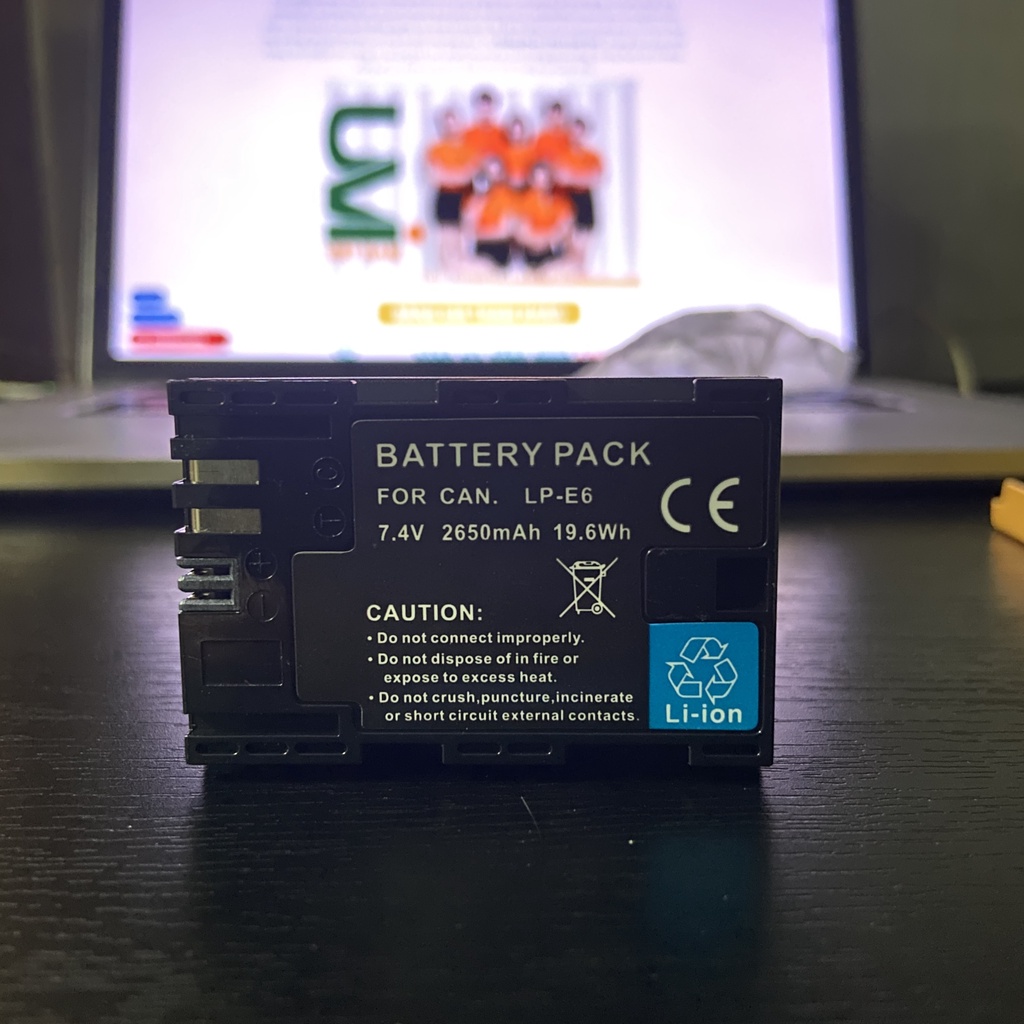 UM
BATTERY PACK
FOR CAN. LP-E6
7.4V 2650mAh 19.6Wh
CE
CAUTION:
• Do not connect improperly.
• Do not dispose of in fire or
expose to excess heat.
• Do not crush,puncture,incinerate
or short circuit external contacts.
Li-ion
D
T
+
−